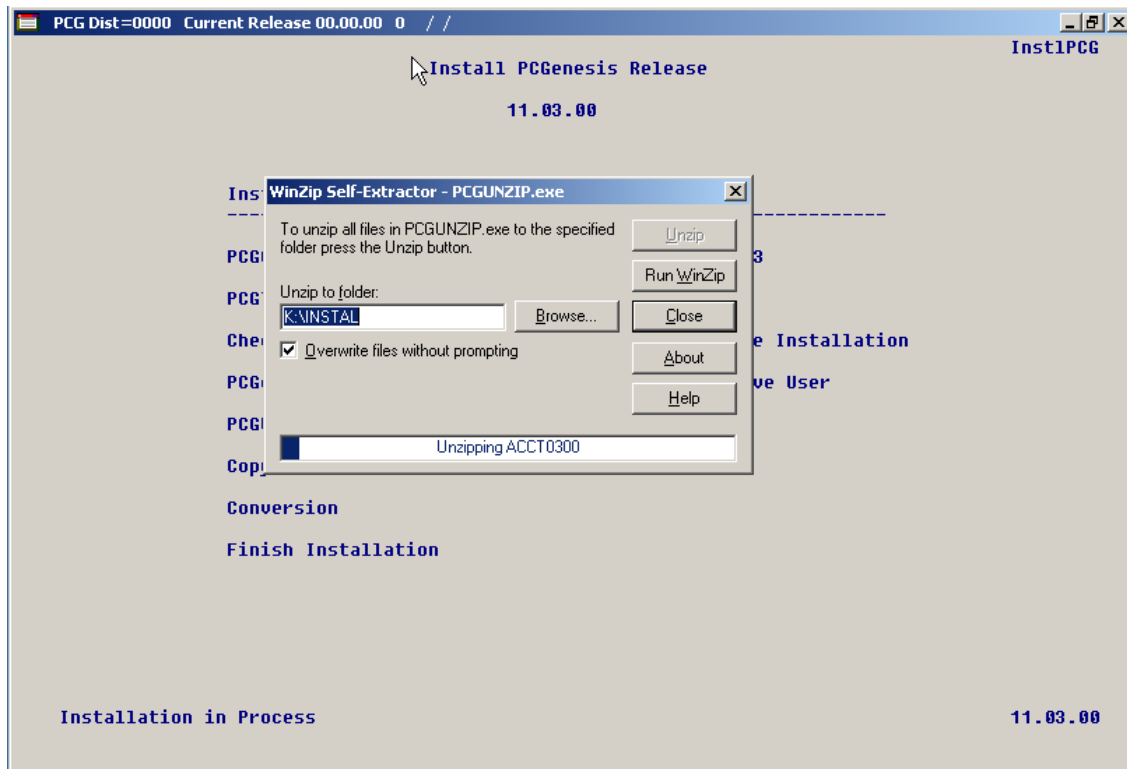 PCG Dist=0000 Current Release 00.00.00 0 / /
InstlPCG
Install PCGenesis Release
11.03.00
WinZip Self-Extractor - PCGUNZIP.exe
To unzip all files in PCGUNZIP.exe to the specified
folder press the Unzip button.
Unzip
Run WinZip
Unzip to folder:
K:\INSTAL
Browse...
Close
Overwrite files without prompting
e Installation
About
ve User
Help
Unzipping ACCT0300
Conversion
Finish Installation
Installation in Process
11.03.00